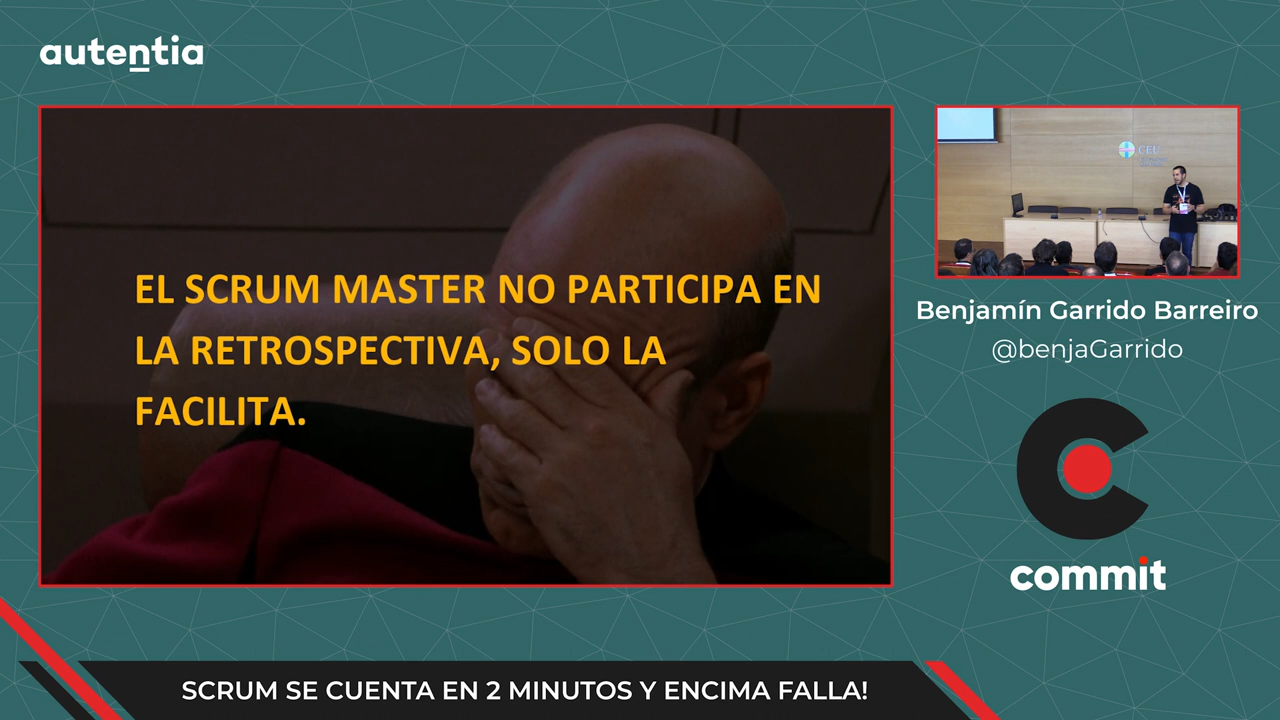 autentia
EL SCRUM MASTER NO PARTICIPA EN
LA RETROSPECTIVA, SOLO LA
FACILITA.
CEU
Benjamín Garrido Barreiro
@benjaGarrido
commit
SCRUM SE CUENTA EN 2 MINUTOS Y ENCIMA FALLA!